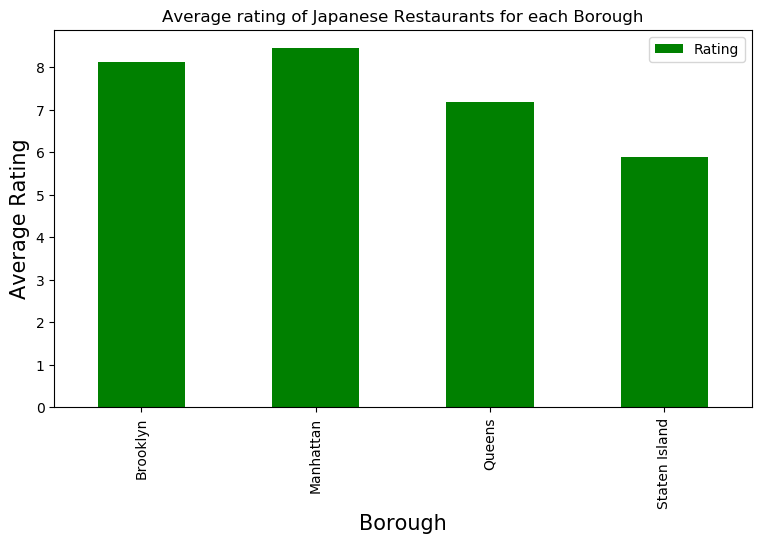 Average rating of Japanese Restaurants for each Borough
Rating
Average Rating
8
7
6
5
4
3
2
1
0
Brooklyn
Manhattan
Queens
Staten Island
Borough